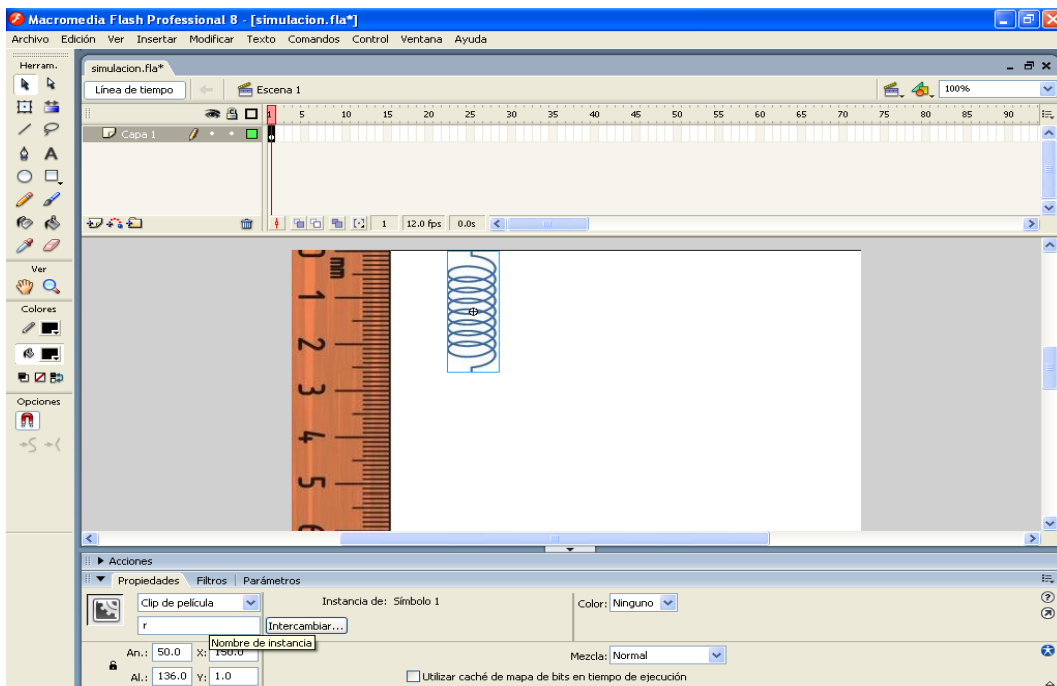 Macromedia Flash Professional 8 - [simulacion.fla*]
Archivo Edición Ver Insertar Modificar Texto Comandos Control Ventana Ayuda
Herram.
simulacion.fla*
Línea de tiempo Escena 1 100%
1 5 10 15 20 25 30 35 40 45 50 55 60 65 70 75 80 85 90
Capa 1
1 12.0 fps 0.0s
Ver
Colores
Opciones
0 mm
1
2
3
4
5
6
Acciones
Propiedades Filtros Parámetros
Clip de película Instancia de: Símbolo 1 Color: Ninguno
r Intercambiar...
Nombre de instancia
An.: 50.0 X: 150.0 Mezcla: Normal
Al.: 136.0 Y: 1.0 Utilizar caché de mapa de bits en tiempo de ejecución